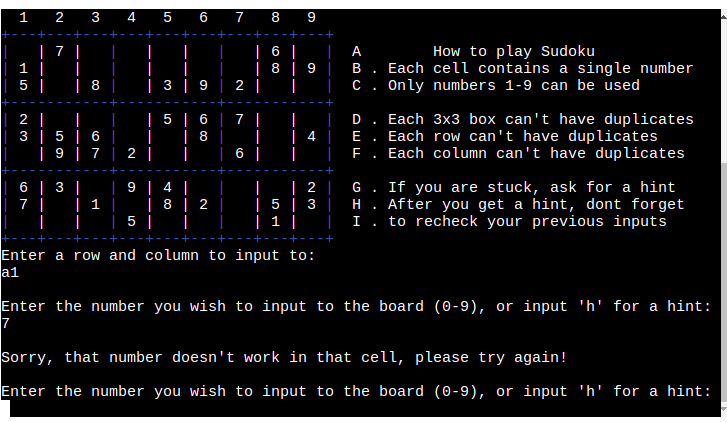 1   2   3   4   5   6   7   8   9
+---+---+---+---+---+---+---+---+---+
|   | 7 |   |   |   |   |   | 6 |   |  A        How to play Sudoku
| 1 |   |   |   |   |   |   | 8 | 9 |  B . Each cell contains a single number
| 5 |   | 8 |   | 3 | 9 | 2 |   |   |  C . Only numbers 1-9 can be used
+---+---+---+---+---+---+---+---+---+
| 2 |   |   |   | 5 | 6 | 7 |   |   |  D . Each 3x3 box can't have duplicates
| 3 | 5 | 6 |   |   | 8 |   |   | 4 |  E . Each row can't have duplicates
|   | 9 | 7 | 2 |   |   | 6 |   |   |  F . Each column can't have duplicates
+---+---+---+---+---+---+---+---+---+
| 6 | 3 |   | 9 | 4 |   |   |   | 2 |  G . If you are stuck, ask for a hint
| 7 |   | 1 |   | 8 | 2 |   | 5 | 3 |  H . After you get a hint, dont forget
|   |   |   | 5 |   |   |   | 1 |   |  I . to recheck your previous inputs
+---+---+---+---+---+---+---+---+---+
Enter a row and column to input to:
a1
Enter the number you wish to input to the board (0-9), or input 'h' for a hint:
7
Sorry, that number doesn't work in that cell, please try again!
Enter the number you wish to input to the board (0-9), or input 'h' for a hint: